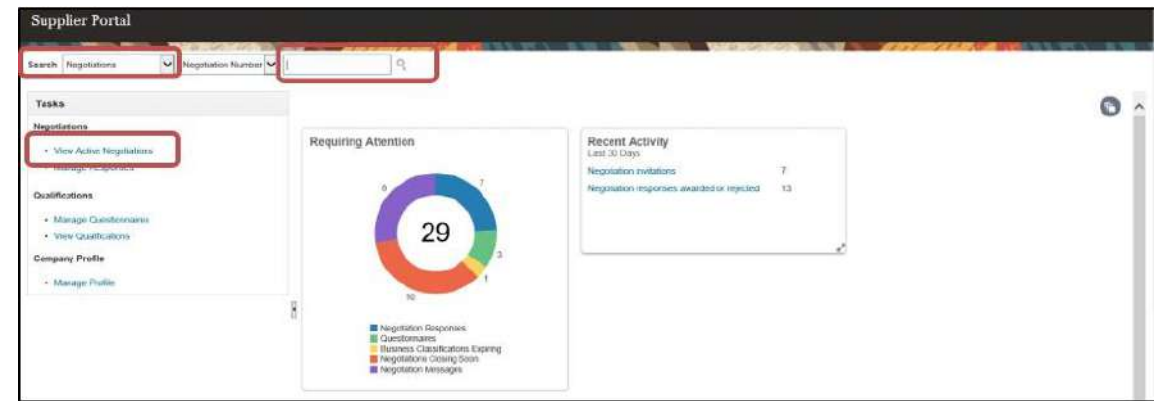 Supplier Portal
Search Negotiations Negotiation Number
Tasks
Negotiations
View Active Negotiations
Manage Responses
Qualifications
Manage Questionnaires
View Qualifications
Company Profile
Manage Profile
Requiring Attention
7
3
1
10
29
Negotiation Responses
Questionnaires
Business Classifications Expiring
Negotiations Closing Soon
Negotiation Messages
Recent Activity
Last 30 Days
Negotiation invitations 7
Negotiation responses awarded or rejected 13